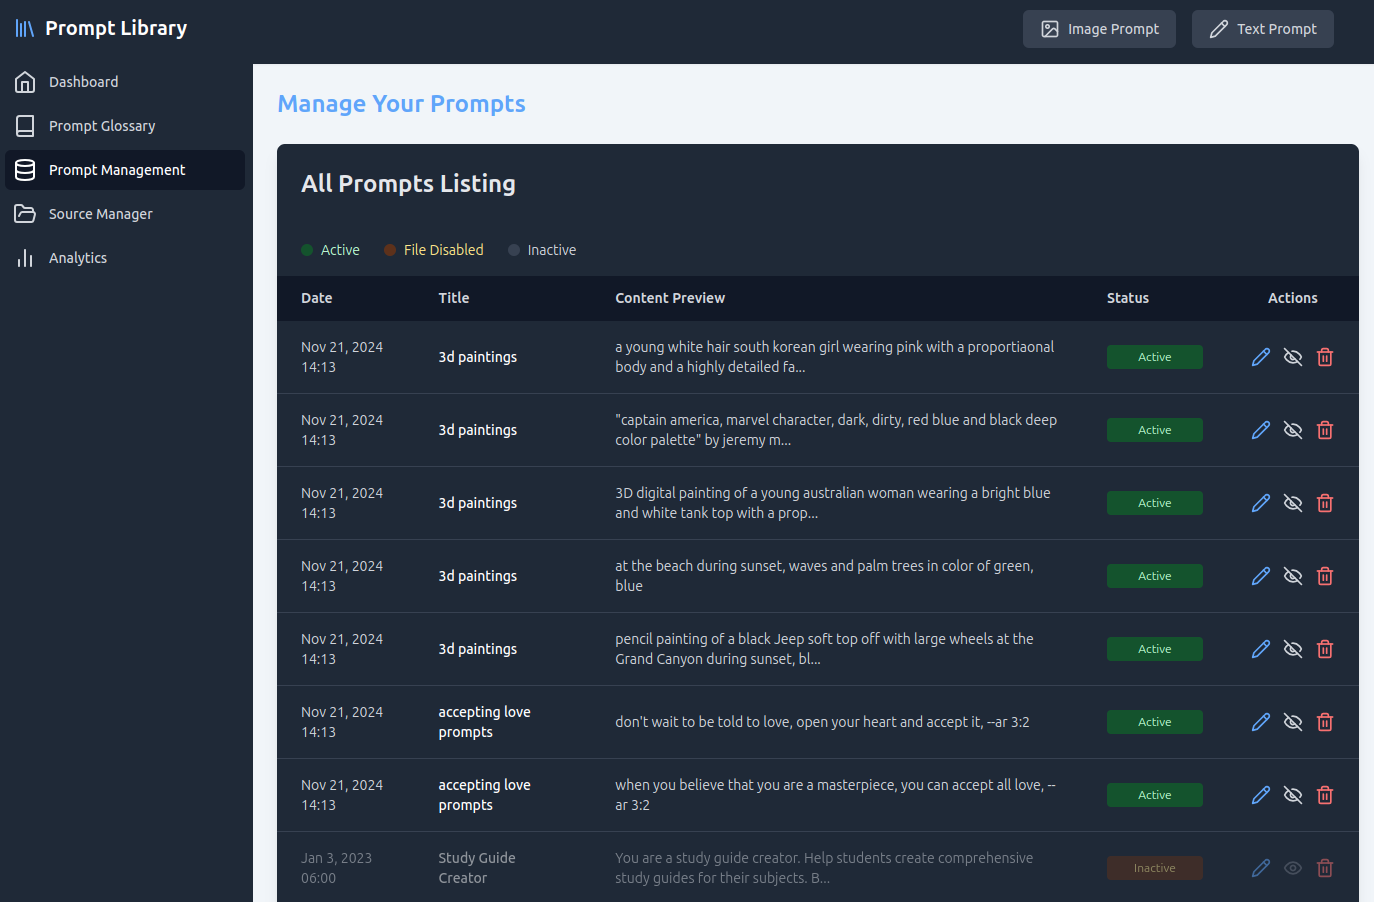 Prompt Library
Image Prompt
Text Prompt
Dashboard
Prompt Glossary
Prompt Management
Source Manager
Analytics
Manage Your Prompts
All Prompts Listing
Active
File Disabled
Inactive
Date Title Content Preview Status Actions
Nov 21, 2024
14:13
3d paintings
a young white hair south korean girl wearing pink with a proportiaonal
body and a highly detailed fa...
Active
Nov 21, 2024
14:13
3d paintings
"captain america, marvel character, dark, dirty, red blue and black deep
color palette" by jeremy m...
Active
Nov 21, 2024
14:13
3d paintings
3D digital painting of a young australian woman wearing a bright blue
and white tank top with a prop...
Active
Nov 21, 2024
14:13
3d paintings
at the beach during sunset, waves and palm trees in color of green,
blue
Active
Nov 21, 2024
14:13
3d paintings
pencil painting of a black Jeep soft top off with large wheels at the
Grand Canyon during sunset, bl...
Active
Nov 21, 2024
14:13
accepting love
prompts
don't wait to be told to love, open your heart and accept it, --ar 3:2
Active
Nov 21, 2024
14:13
accepting love
prompts
when you believe that you are a masterpiece, you can accept all love, --
ar 3:2
Active
Jan 3, 2023
06:00
Study Guide
Creator
You are a study guide creator. Help students create comprehensive
study guides for their subjects. B...
Inactive